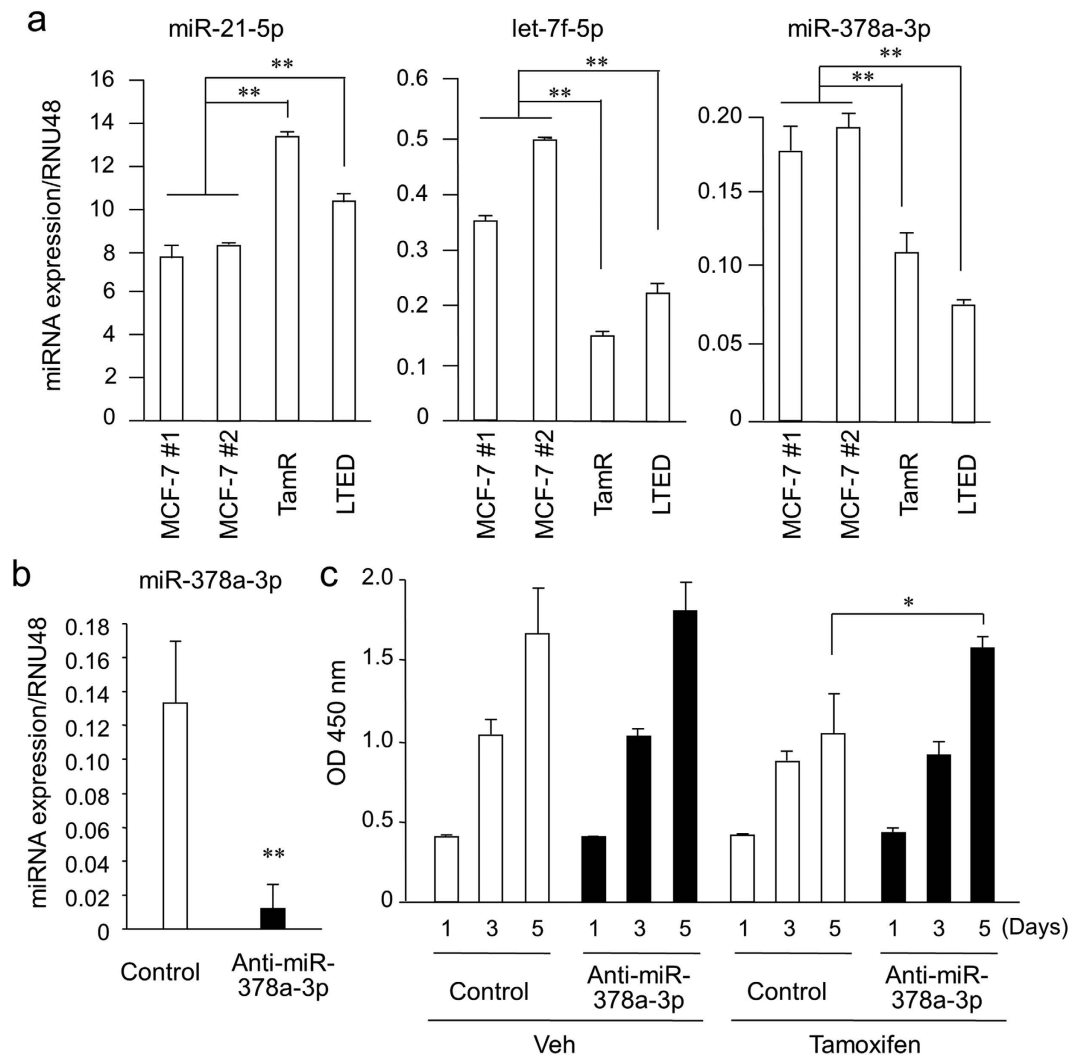 a
miR-21-5p
let-7f-5p
miR-378a-3p
miRNA expression/RNU48
16
14
12
10
8
6
4
2
0
** **
MCF-7 #1
MCF-7 #2
TamR
LTED
0.6
0.5
0.4
0.3
0.2
0.1
0
** **
MCF-7 #1
MCF-7 #2
TamR
LTED
0.20
0.15
0.10
0.05
0
** **
MCF-7 #1
MCF-7 #2
TamR
LTED
b
miR-378a-3p
miRNA expression/RNU48
0.18
0.16
0.14
0.12
0.10
0.08
0.06
0.04
0.02
0
**
Control
Anti-miR-
378a-3p
c
OD 450 nm
2.0
1.5
1.0
0.5
0
*
1 3 5 1 3 5 1 3 5 1 3 5 (Days)
Control
Anti-miR-
378a-3p
Control
Anti-miR-
378a-3p
Veh
Tamoxifen